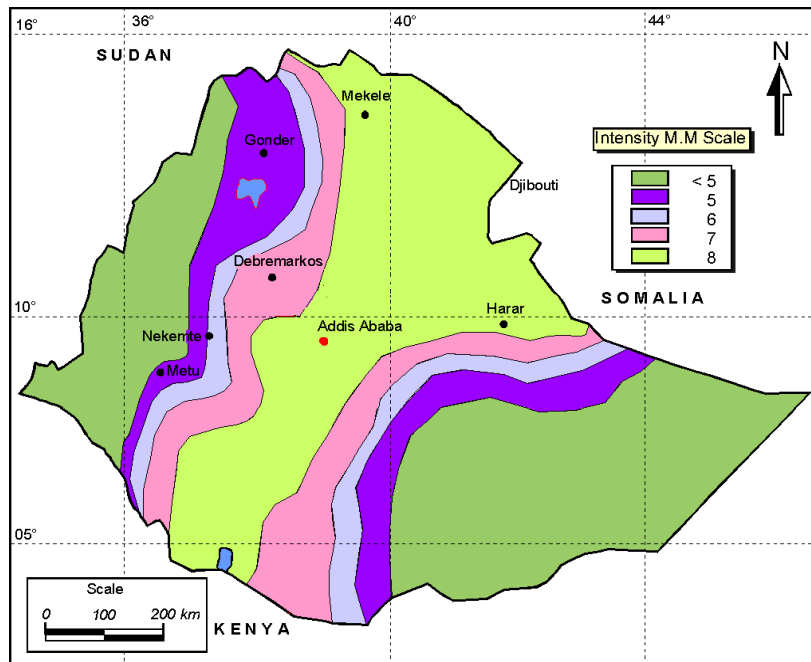 16°
36°
40°
44°
SUDAN
N
Mekele
Intensity M.M Scale
Gonder
< 5
5
6
7
8
Djibouti
Debremarkos
SOMALIA
10°
Harar
Addis Ababa
Nekemte
Metu
05°
Scale
0 100 200 km
KENYA